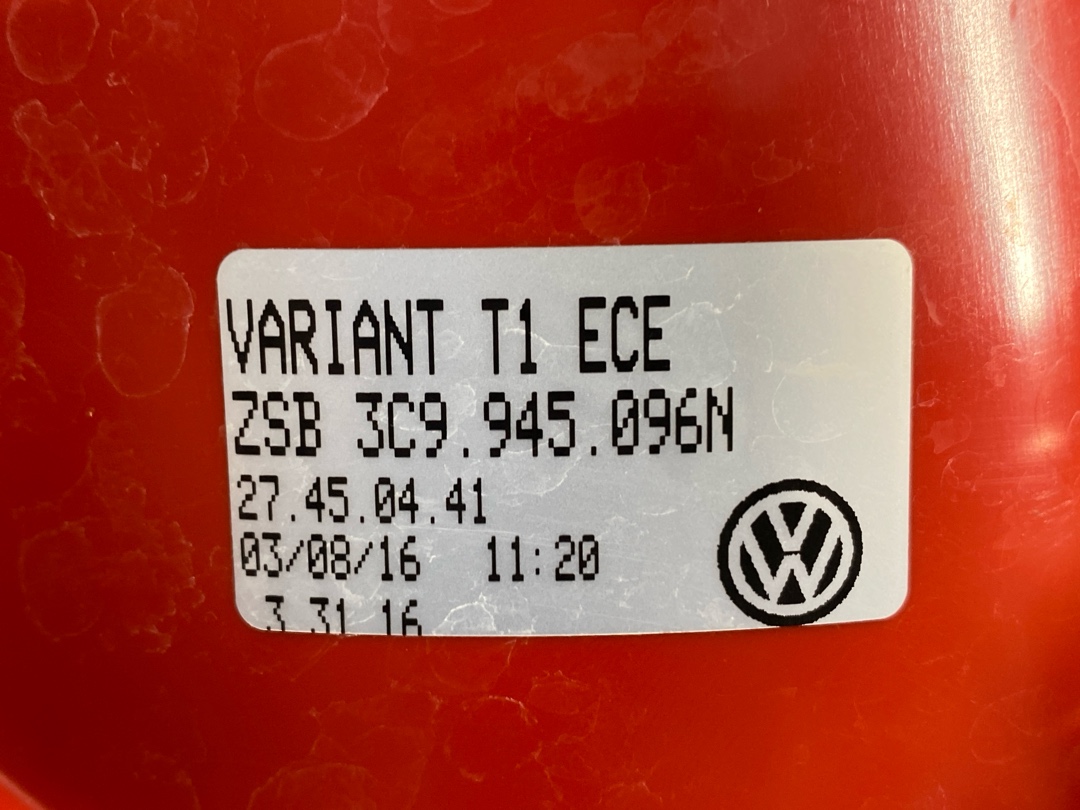 VARIANT T1 ECE
ZSB 3C9.945.096N
27.45.04.41
03/08/16 11:20
3 31 16